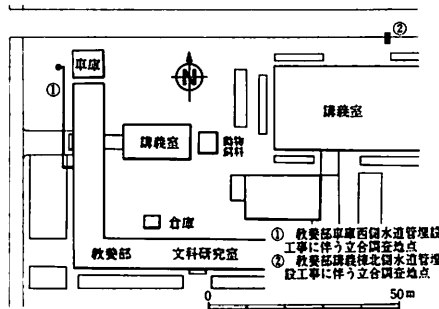 ②
車庫
①
N
講義室
講義室
動物
飼料
倉庫
教養部 文科研究室
① 教養部車庫西側水道管埋設
工事に伴う立合調査地点
② 教養部講義棟北側水道管埋
設工事に伴う立合調査地点
0 50m